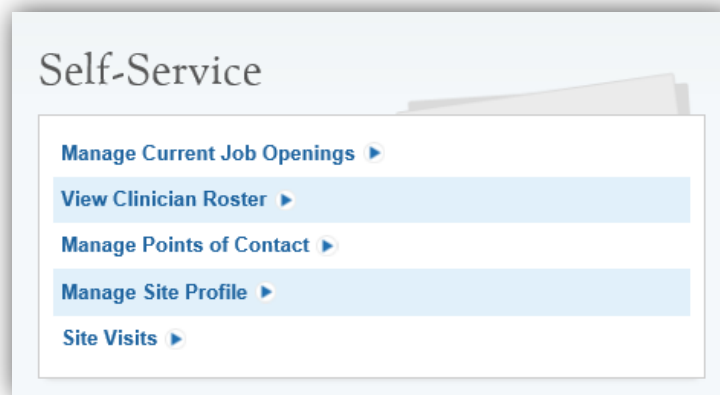 Self-Service
Manage Current Job Openings
View Clinician Roster
Manage Points of Contact
Manage Site Profile
Site Visits